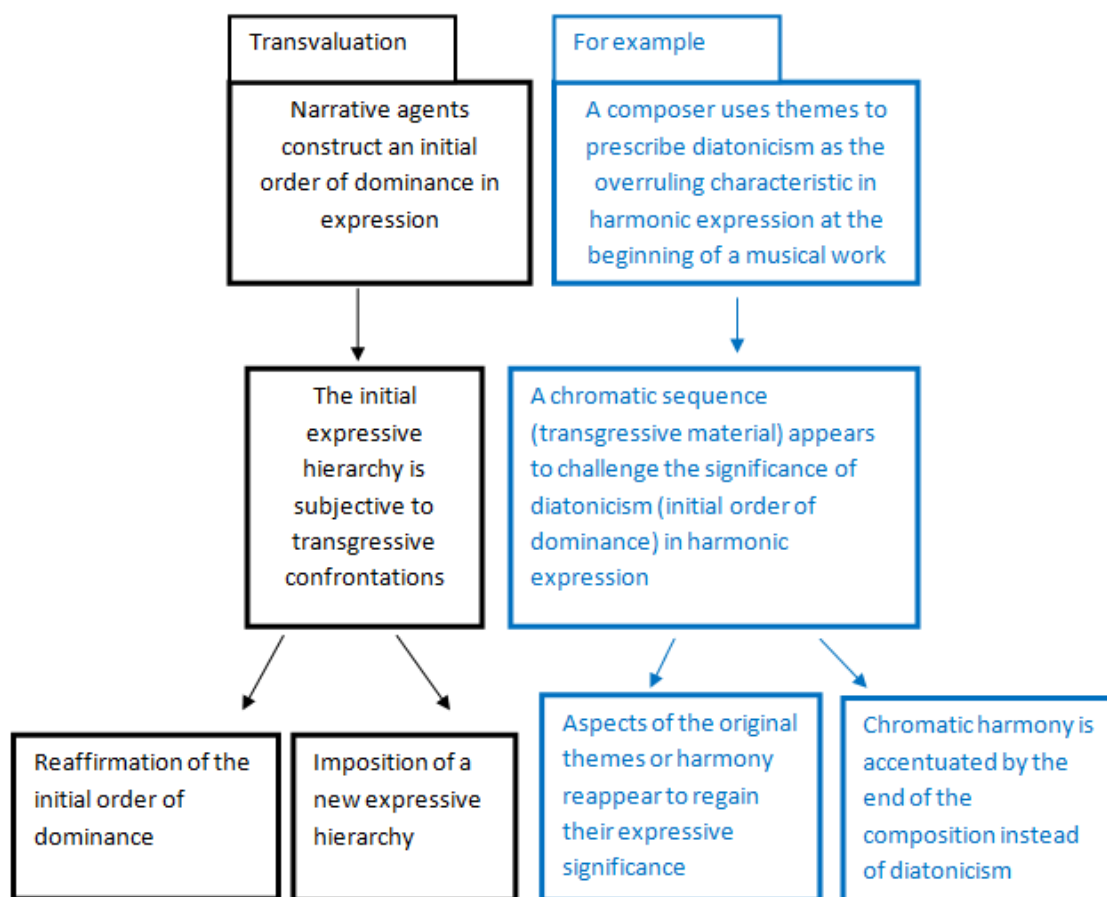 Transvaluation
Narrative agents
construct an initial
order of dominance in
expression
For example
A composer uses themes to
prescribe diatonicism as the
overruling characteristic in
harmonic expression at the
beginning of a musical work
The initial
expressive
hierarchy is
subjective to
transgressive
confrontations
A chromatic sequence
(transgressive material) appears
to challenge the significance of
diatonicism (initial order of
dominance) in harmonic
expression
Reaffirmation of the
initial order of
dominance
Imposition of a
new expressive
hierarchy
Aspects of the original
themes or harmony
reappear to regain
their expressive
significance
Chromatic harmony is
accentuated by the
end of the
composition instead
of diatonicism